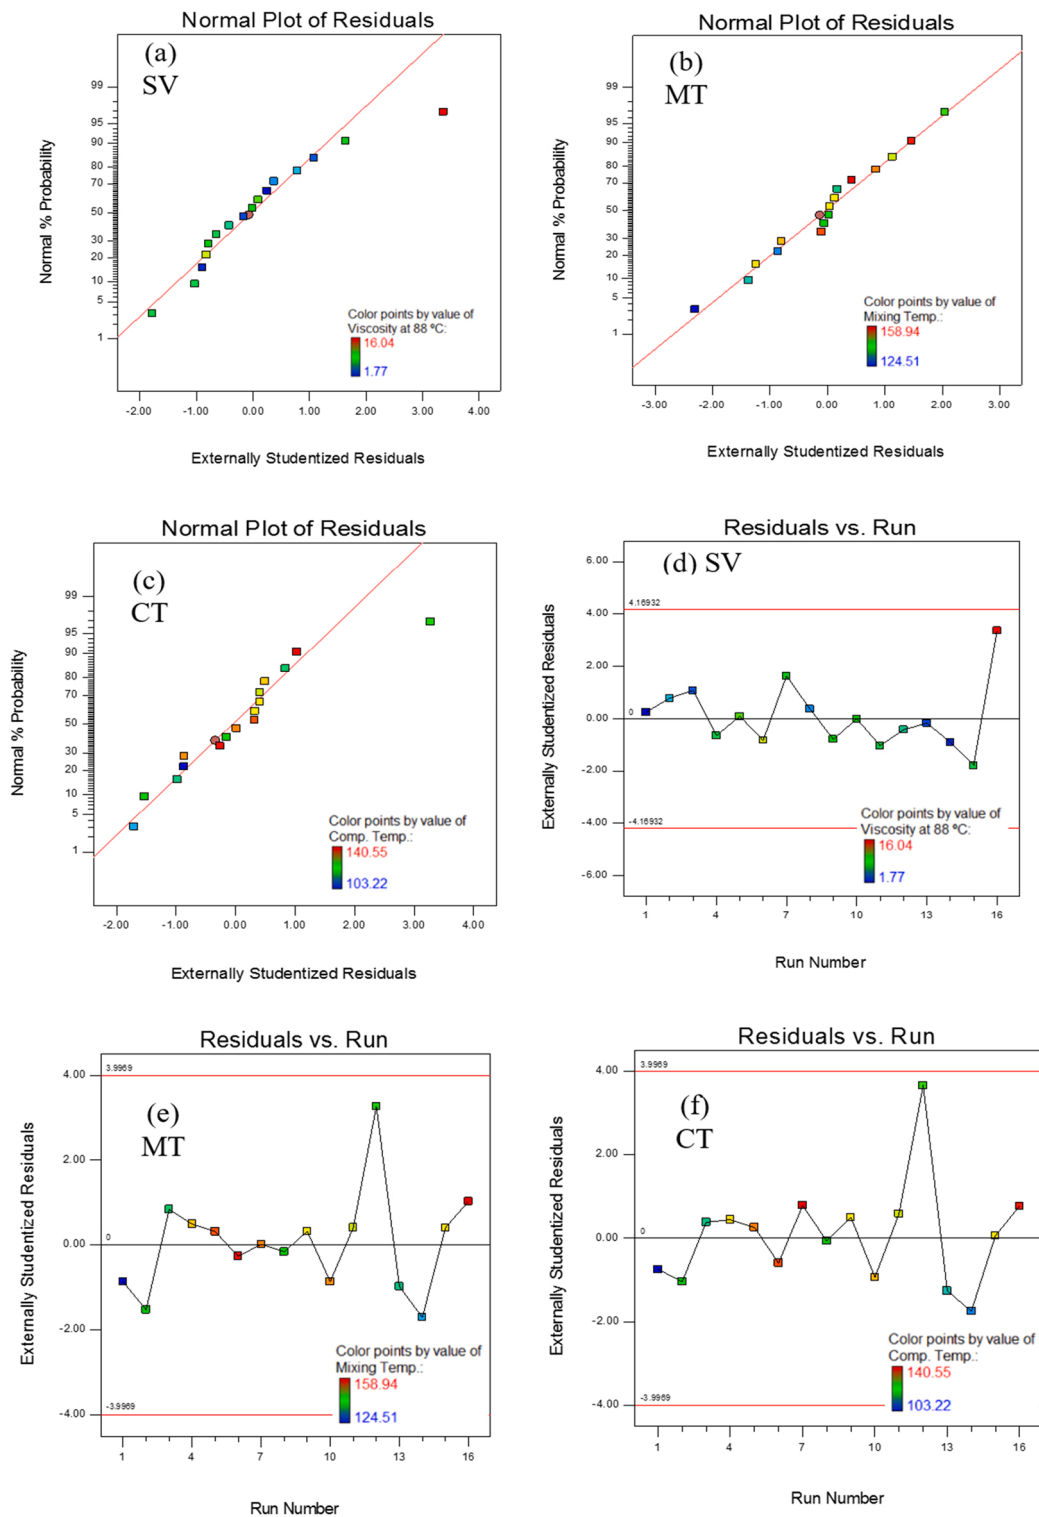 Normal Plot of Residuals
(a)
SV
Normal % Probability
99
95
90
80
70
50
30
20
10
5
1
Color points by value of
Viscosity at 88 ºC:
16.04
1.77
-2.00 -1.00 0.00 1.00 2.00 3.00 4.00
Externally Studentized Residuals
Normal Plot of Residuals
(b)
MT
Normal % Probability
99
95
90
80
70
50
30
20
10
5
1
Color points by value of
Mixing Temp.:
158.94
124.51
-3.00 -2.00 -1.00 0.00 1.00 2.00 3.00
Externally Studentized Residuals
Normal Plot of Residuals
(c)
CT
Normal % Probability
99
95
90
80
70
50
30
20
10
5
1
Color points by value of
Comp. Temp.:
140.55
103.22
-2.00 -1.00 0.00 1.00 2.00 3.00 4.00
Externally Studentized Residuals
Residuals vs. Run
(d) SV
Externally Studentized Residuals
6.00
4.00
2.00
0.00
-2.00
-4.00
-6.00
4.16932
0
-4.16932
Color points by value of
Viscosity at 88 ºC:
16.04
1.77
1 4 7 10 13 16
Run Number
Residuals vs. Run
(e)
MT
Externally Studentized Residuals
4.00
2.00
0.00
-2.00
-4.00
3.9969
0
-3.9969
Color points by value of
Mixing Temp.:
158.94
124.51
1 4 7 10 13 16
Run Number
Residuals vs. Run
(f)
CT
Externally Studentized Residuals
4.00
2.00
0.00
-2.00
-4.00
3.9969
0
-3.9969
Color points by value of
Comp. Temp.:
140.55
103.22
1 4 7 10 13 16
Run Number